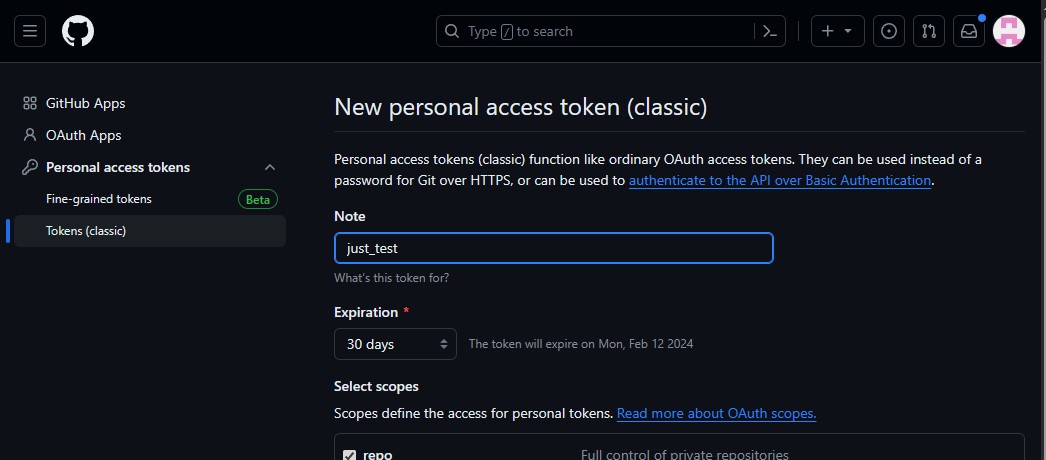 Type / to search
GitHub Apps
OAuth Apps
Personal access tokens
Fine-grained tokens
Beta
Tokens (classic)
New personal access token (classic)
Personal access tokens (classic) function like ordinary OAuth access tokens. They can be used instead of a
password for Git over HTTPS, or can be used to authenticate to the API over Basic Authentication.
Note
just_test
What's this token for?
Expiration *
30 days
The token will expire on Mon, Feb 12 2024
Select scopes
Scopes define the access for personal tokens. Read more about OAuth scopes.
repo
Full control of private repositories